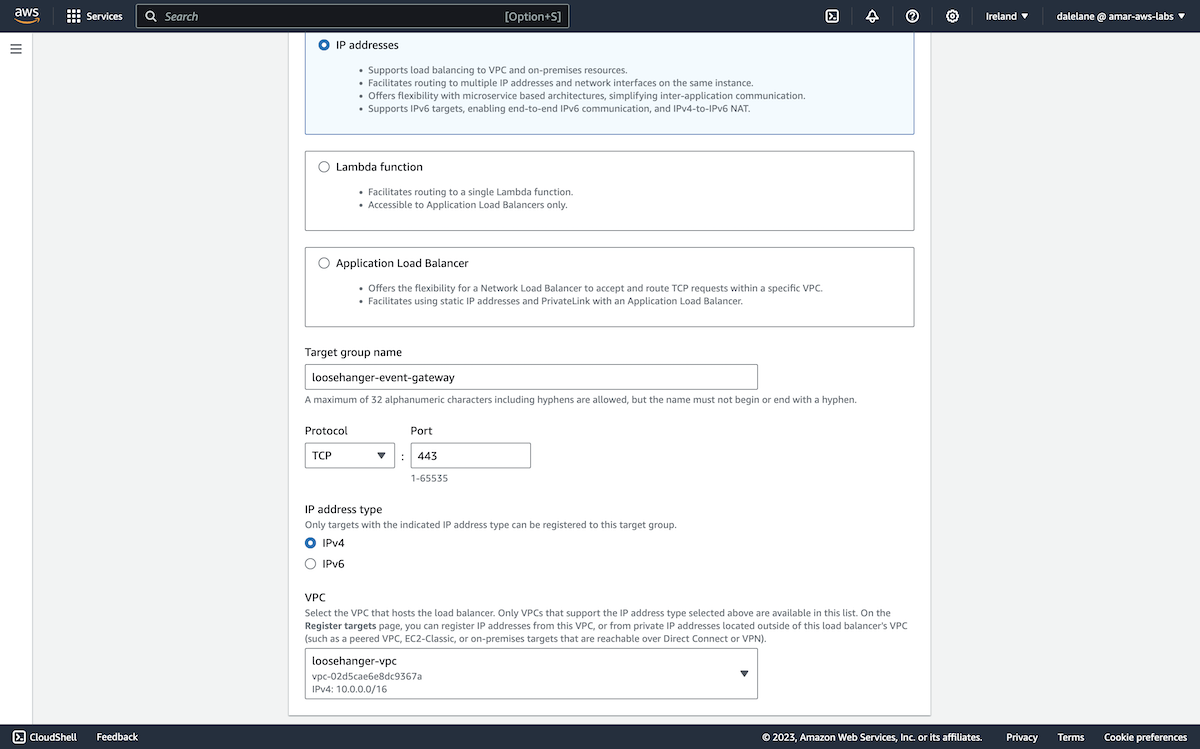 aws
Services
Search
[Option+S]
Ireland ▼
dalelane @ amar-aws-labs ▼
IP addresses
• Supports load balancing to VPC and on-premises resources.
• Facilitates routing to multiple IP addresses and network interfaces on the same instance.
• Offers flexibility with microservice based architectures, simplifying inter-application communication.
• Supports IPv6 targets, enabling end-to-end IPv6 communication, and IPv4-to-IPv6 NAT.
Lambda function
• Facilitates routing to a single Lambda function.
• Accessible to Application Load Balancers only.
Application Load Balancer
• Offers the flexibility for a Network Load Balancer to accept and route TCP requests within a specific VPC.
• Facilitates using static IP addresses and PrivateLink with an Application Load Balancer.
Target group name
loosehanger-event-gateway
A maximum of 32 alphanumeric characters including hyphens are allowed, but the name must not begin or end with a hyphen.
Protocol
Port
TCP
:
443
1-65535
IP address type
Only targets with the indicated IP address type can be registered to this target group.
IPv4
IPv6
VPC
Select the VPC that hosts the load balancer. Only VPCs that support the IP address type selected above are available in this list. On the
Register targets page, you can register IP addresses from this VPC, or from private IP addresses located outside of this load balancer's VPC
(such as a peered VPC, EC2-Classic, or on-premises targets that are reachable over Direct Connect or VPN).
loosehanger-vpc
vpc-02d5cae6e8dc9367a
IPv4: 10.0.0.0/16
CloudShell
Feedback
© 2023, Amazon Web Services, Inc. or its affiliates.
Privacy
Terms
Cookie preferences